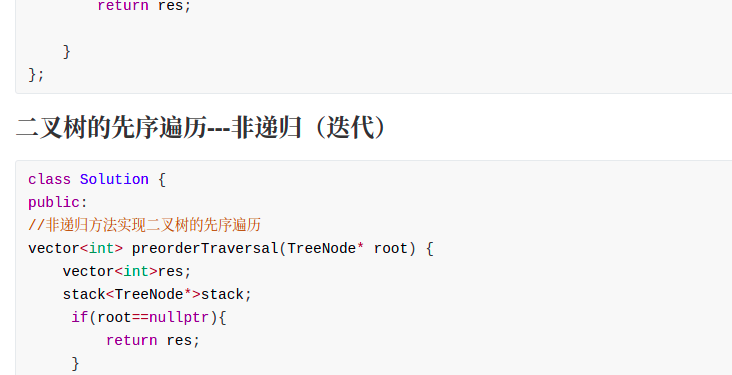 return res;
    }
};
二叉树的先序遍历---非递归（迭代）
class Solution {
public:
//非递归方法实现二叉树的先序遍历
vector<int> preorderTraversal(TreeNode* root) {
    vector<int>res;
    stack<TreeNode*>stack;
     if(root==nullptr){
         return res;
     }